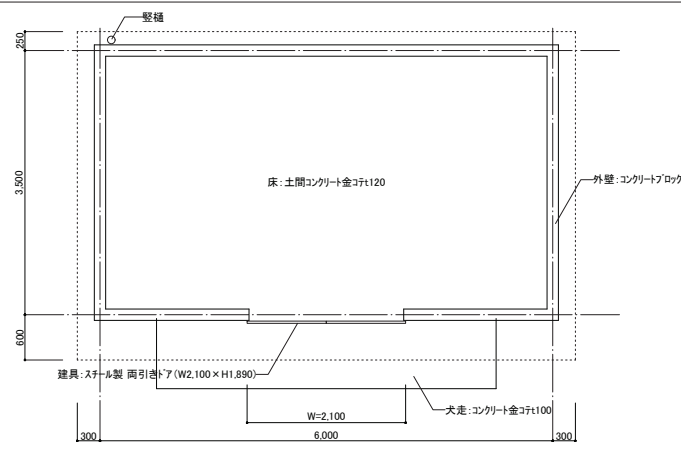 竪樋
250
3,500
床:土間コンクリート金コテt120
外壁:コンクリートブロック
600
建具:スチール製 両引きドア(W2,100×H1,890)
犬走:コンクリート金コテt100
W=2,100
300
6,000
300